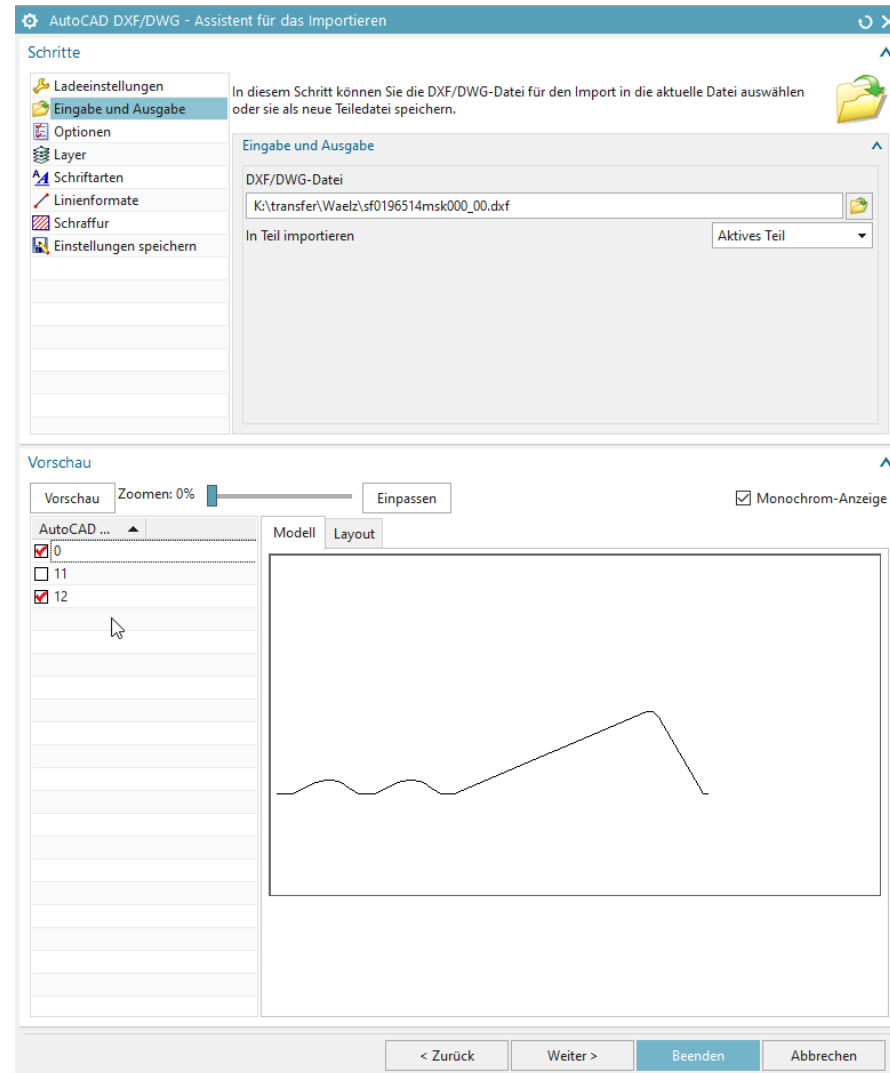 AutoCAD DXF/DWG - Assistent für das Importieren
Schritte
Ladeeinstellungen
Eingabe und Ausgabe
Optionen
Layer
Schriftarten
Linienformate
Schraffur
Einstellungen speichern
In diesem Schritt können Sie die DXF/DWG-Datei für den Import in die aktuelle Datei auswählen
oder sie als neue Teiledatei speichern.
Eingabe und Ausgabe
DXF/DWG-Datei
K:\transfer\Waelz\sf0196514msk000_00.dxf
In Teil importieren
Aktives Teil
Vorschau
Vorschau
Zoomen: 0%
Einpassen
Monochrom-Anzeige
AutoCAD ...
0
11
12
Modell
Layout
< Zurück
Weiter >
Beenden
Abbrechen